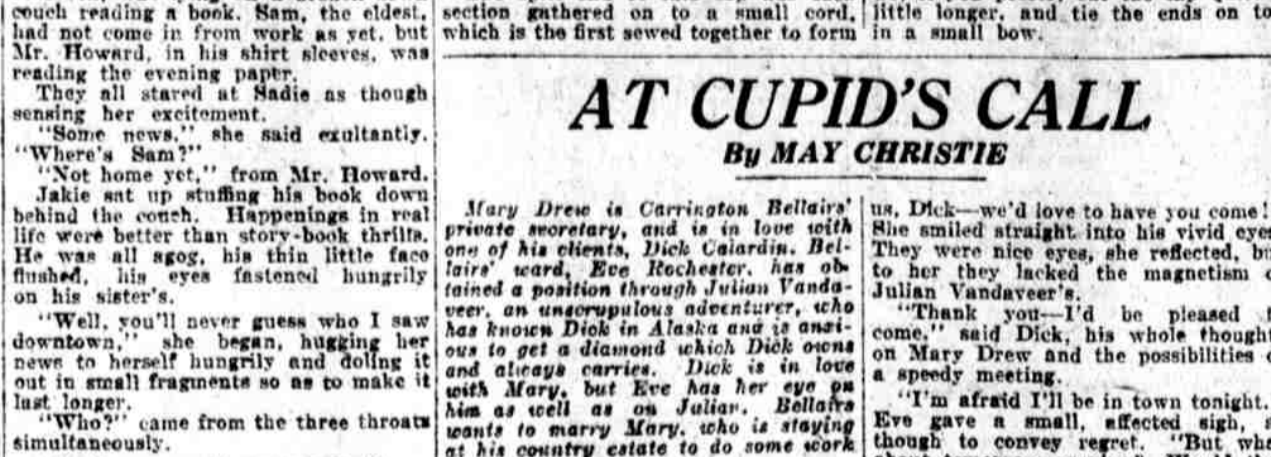 couch reading a book. Sam, the eldest,
had not come in from work as yet, but
Mr. Howard, in his shirt sleeves, was
reading the evening paper.
They all stared at Sadie as though
sensing her excitement.
"Some news," she said exultantly.
"Where's Sam?"
"Not home yet," from Mr. Howard.
Jakie sat up stuffing his book down
behind the couch. Happenings in real
life were better than story-book thrills.
He was all agog, his thin little face
flushed, his eyes fastened hungrily
on his sister's.
"Well, you'll never guess who I saw
downtown," she began, hugging her
news to herself hungrily and doling it
out in small fragments so as to make it
last longer.
"Who?" came from the three throats
simultaneously.
section gathered on to a small cord,
which is the first sewed together to form
little longer, and tie the ends on to
in a small bow.
AT CUPID'S CALL
By MAY CHRISTIE
Mary Drew is Carrington Bellairs'
private secretary, and is in love with
one of his clients, Dick Calardin. Bel-
lairs' ward, Eve Rochester, has ob-
tained a position through Julian Vanda-
veer, an unscrupulous adventurer, who
has known Dick in Alaska and is anxi-
ous to get a diamond which Dick owns
and always carries. Dick is in love
with Mary, but Eve has her eye on
him as well as on Julian. Bellairs
wants to marry Mary, who is staying
at his country estate to do some work
us, Dick—we'd love to have you come!
She smiled straight into his vivid eyes
They were nice eyes, she reflected, bu
to her they lacked the magnetism o
Julian Vandaveer's.
"Thank you—I'd be pleased t
come," said Dick, his whole thought
on Mary Drew and the possibilities o
a speedy meeting.
"I'm afraid I'll be in town tonight.
Eve gave a small, affected sigh, a
though to convey regret. "But wha